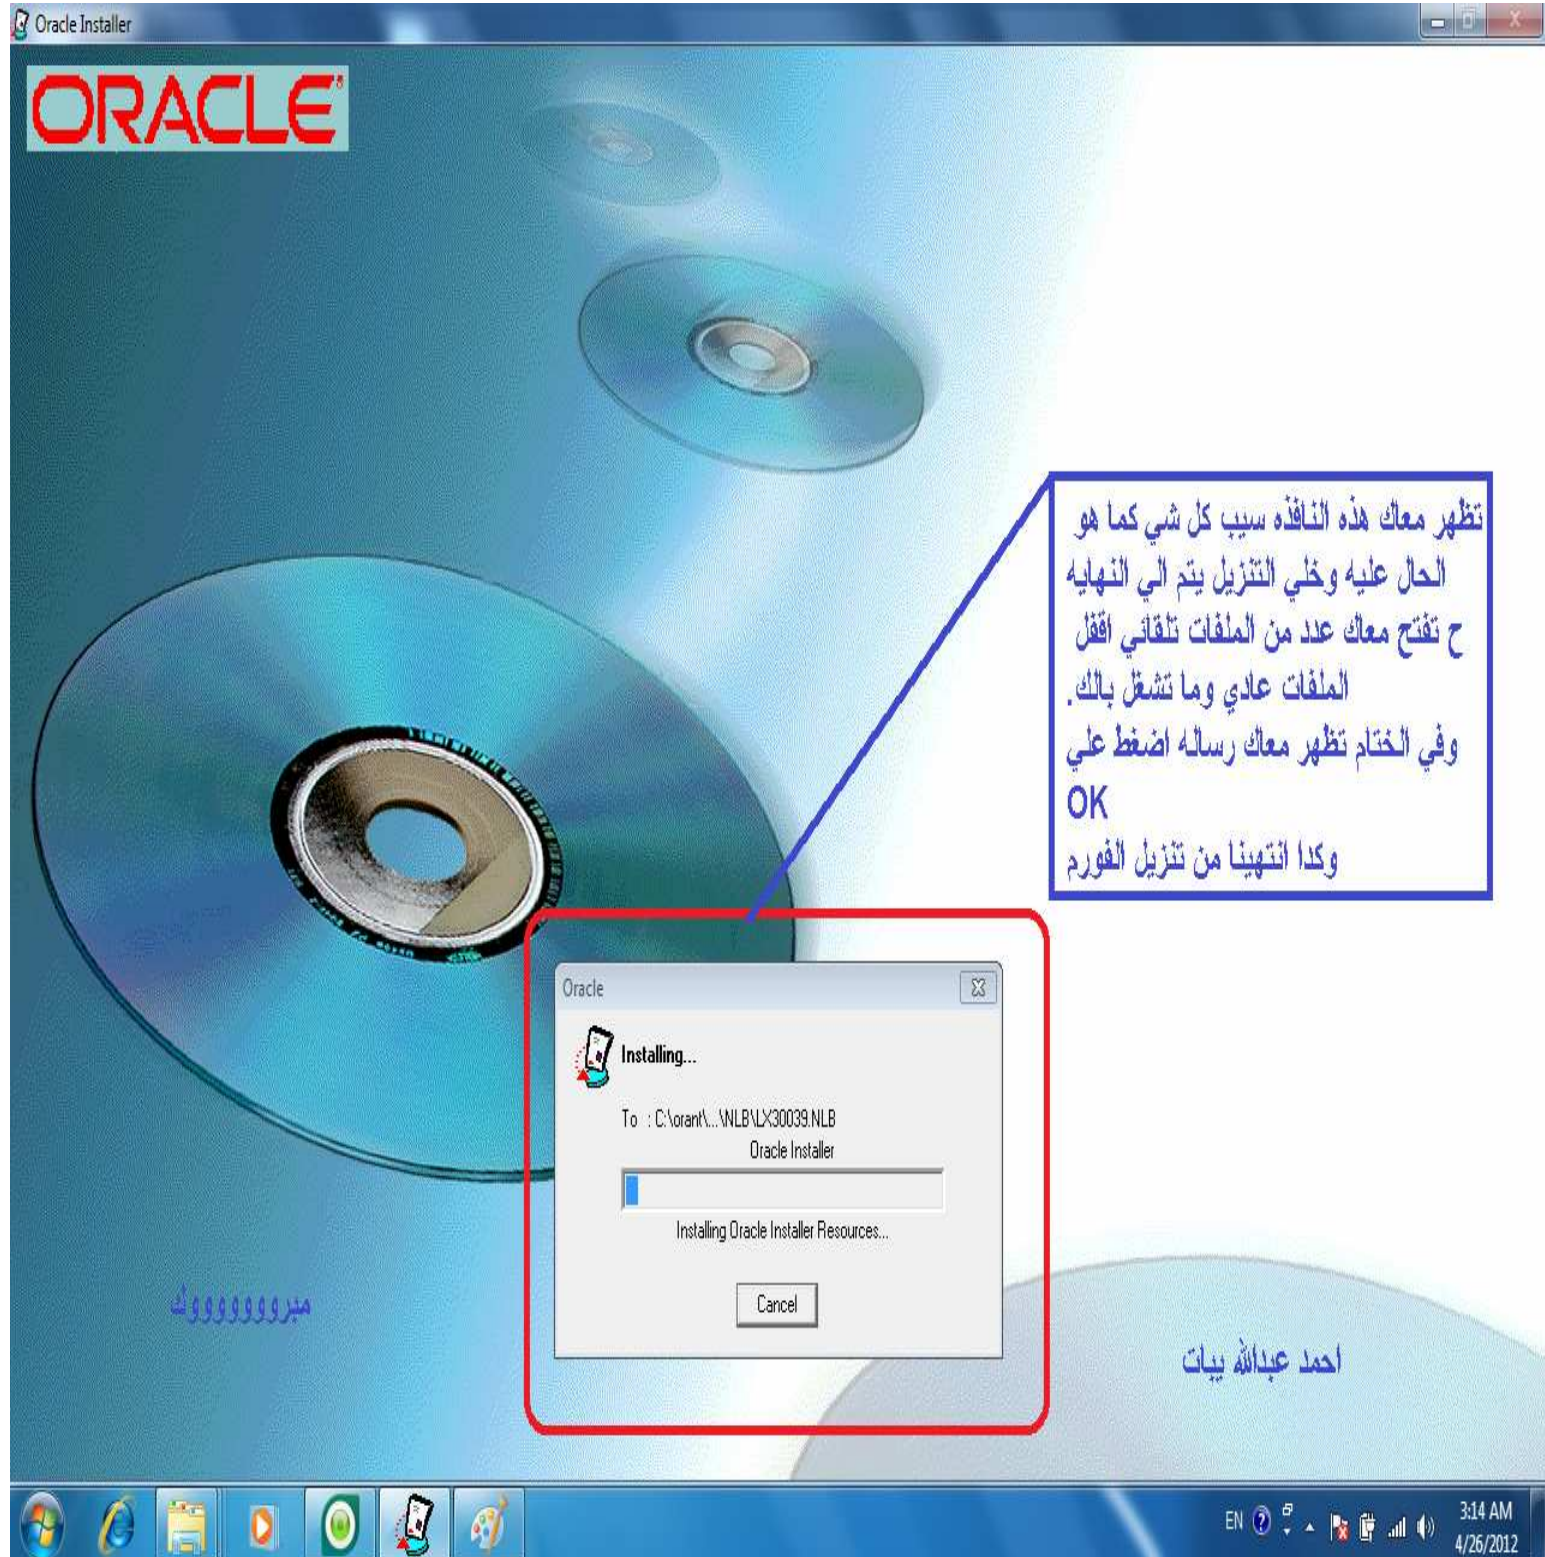 Oracle Installer
ORACLE
تظهر معاك هذه النافذه سيب كل شي كما هو
الحال عليه وخلي التنزيل يتم الي النهايه
ح تفتح معاك عدد من الملفات تلقائي اقفل
الملفات عادي وما تشغل بالك.
وفي الختام تظهر معاك رساله اضغط علي
OK
وكدا انتهينا من تنزيل الفورم
Oracle
Installing...
To : C:\orant\...\NLB\LX30039.NLB
Oracle Installer
Installing Oracle Installer Resources...
Cancel
مبروووووووك
احمد عبدالله بيات
EN
3:14 AM
4/26/2012